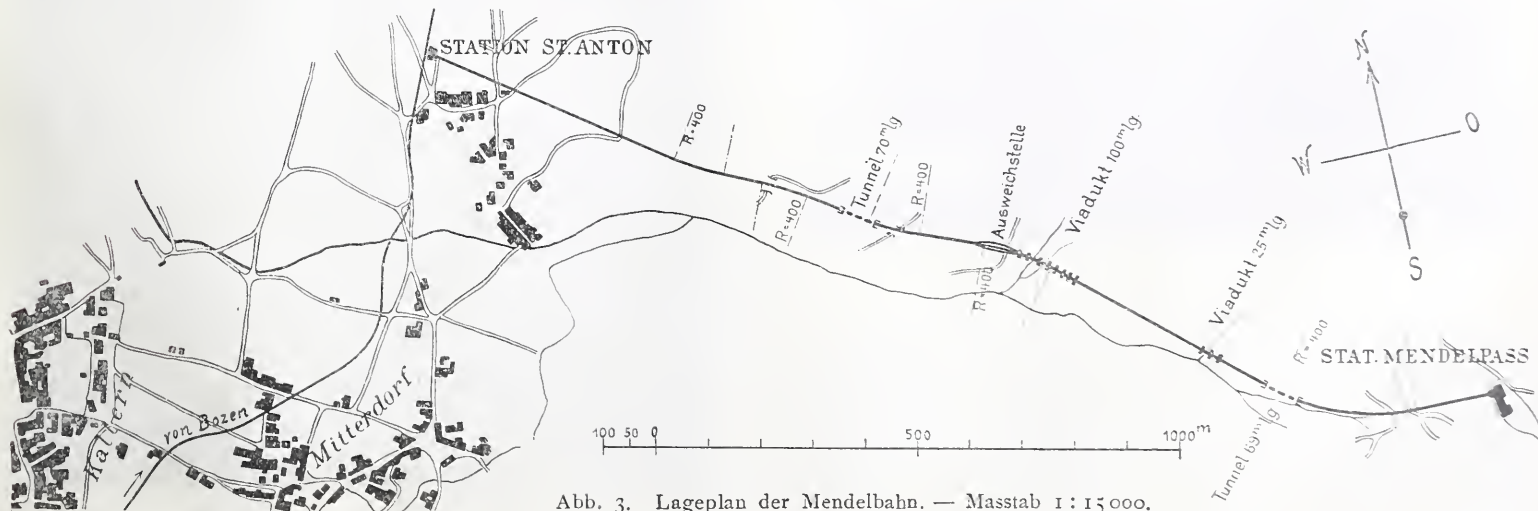 STATION ST. ANTON
R=400
Tunnel 70 m lg
R=400
R=400
Ausweichstelle
R=400
Viadukt 100 m lg
Viadukt 25 m lg
R=400
STAT. MENDELPASS
Tunnel 69 m lg
N
O
W
S
Kaltern
von Bozen
Mitterdorf
100 50 0 500 1000 m
Abb. 3. Lageplan der Mendelbahn. — Masstab 1 : 15 000.